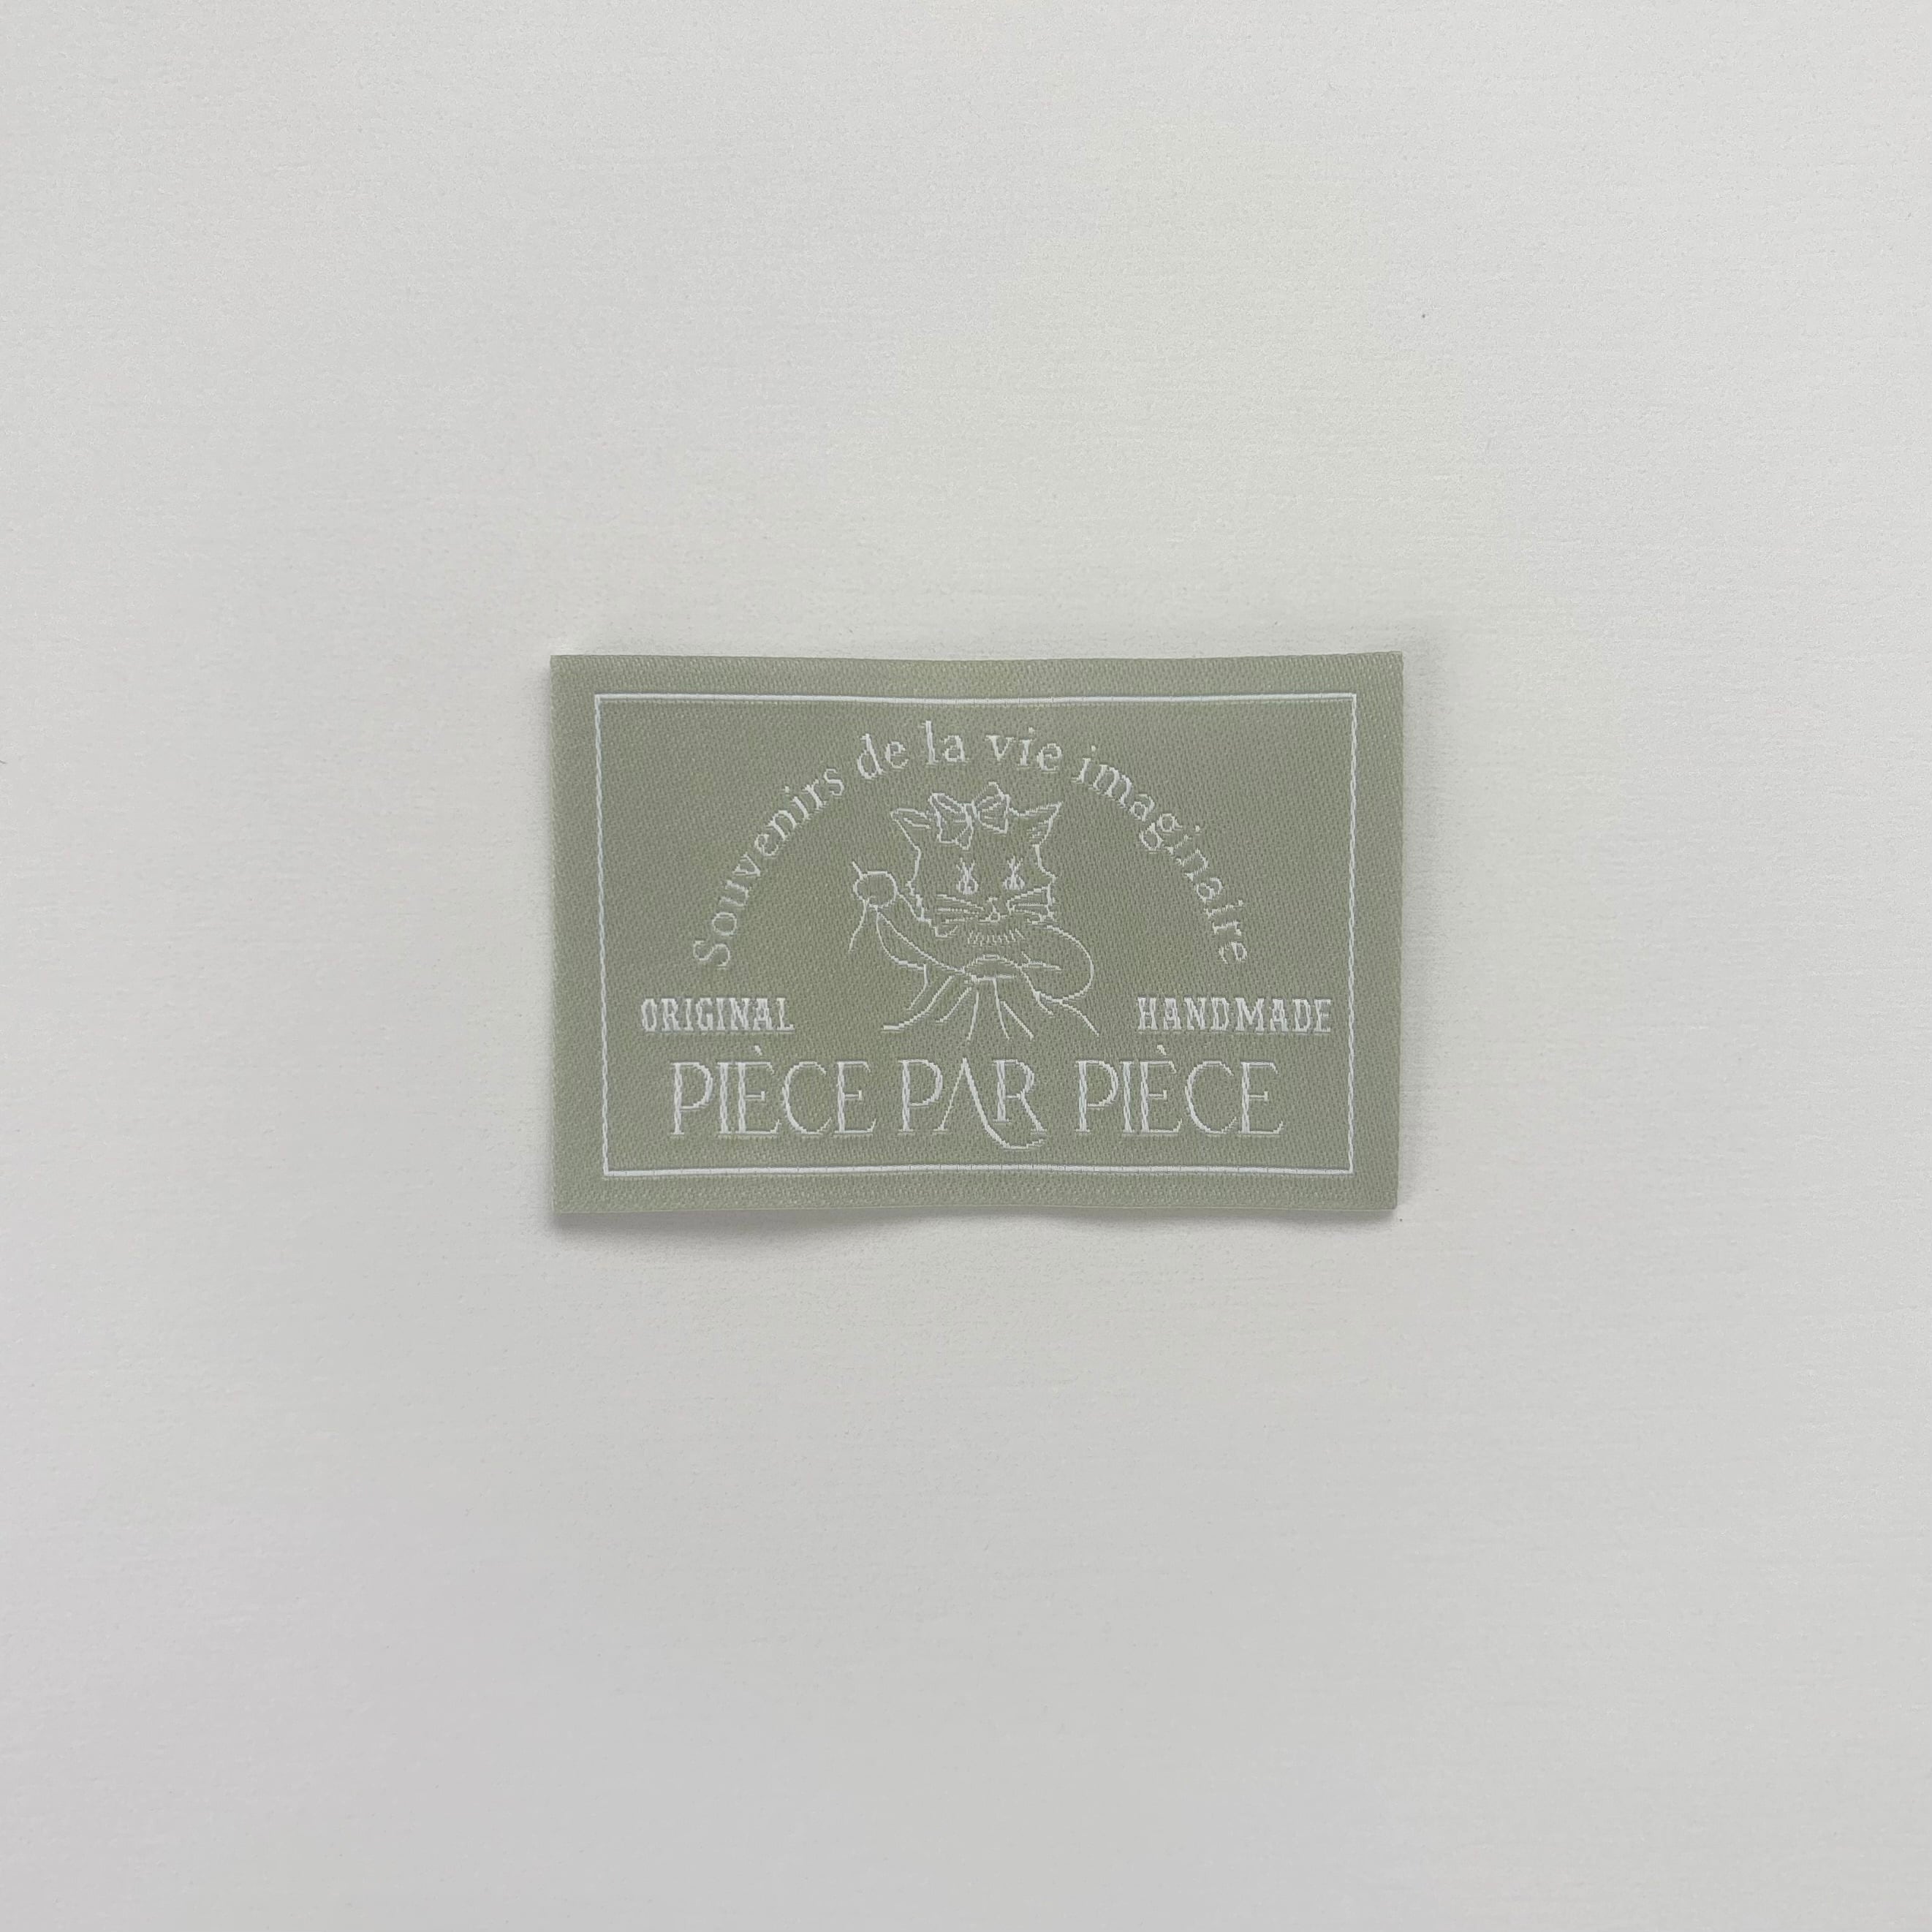 Souvenirs de la vie imaginaire
ORIGINAL HANDMADE
PIÈCE PAR PIÈCE